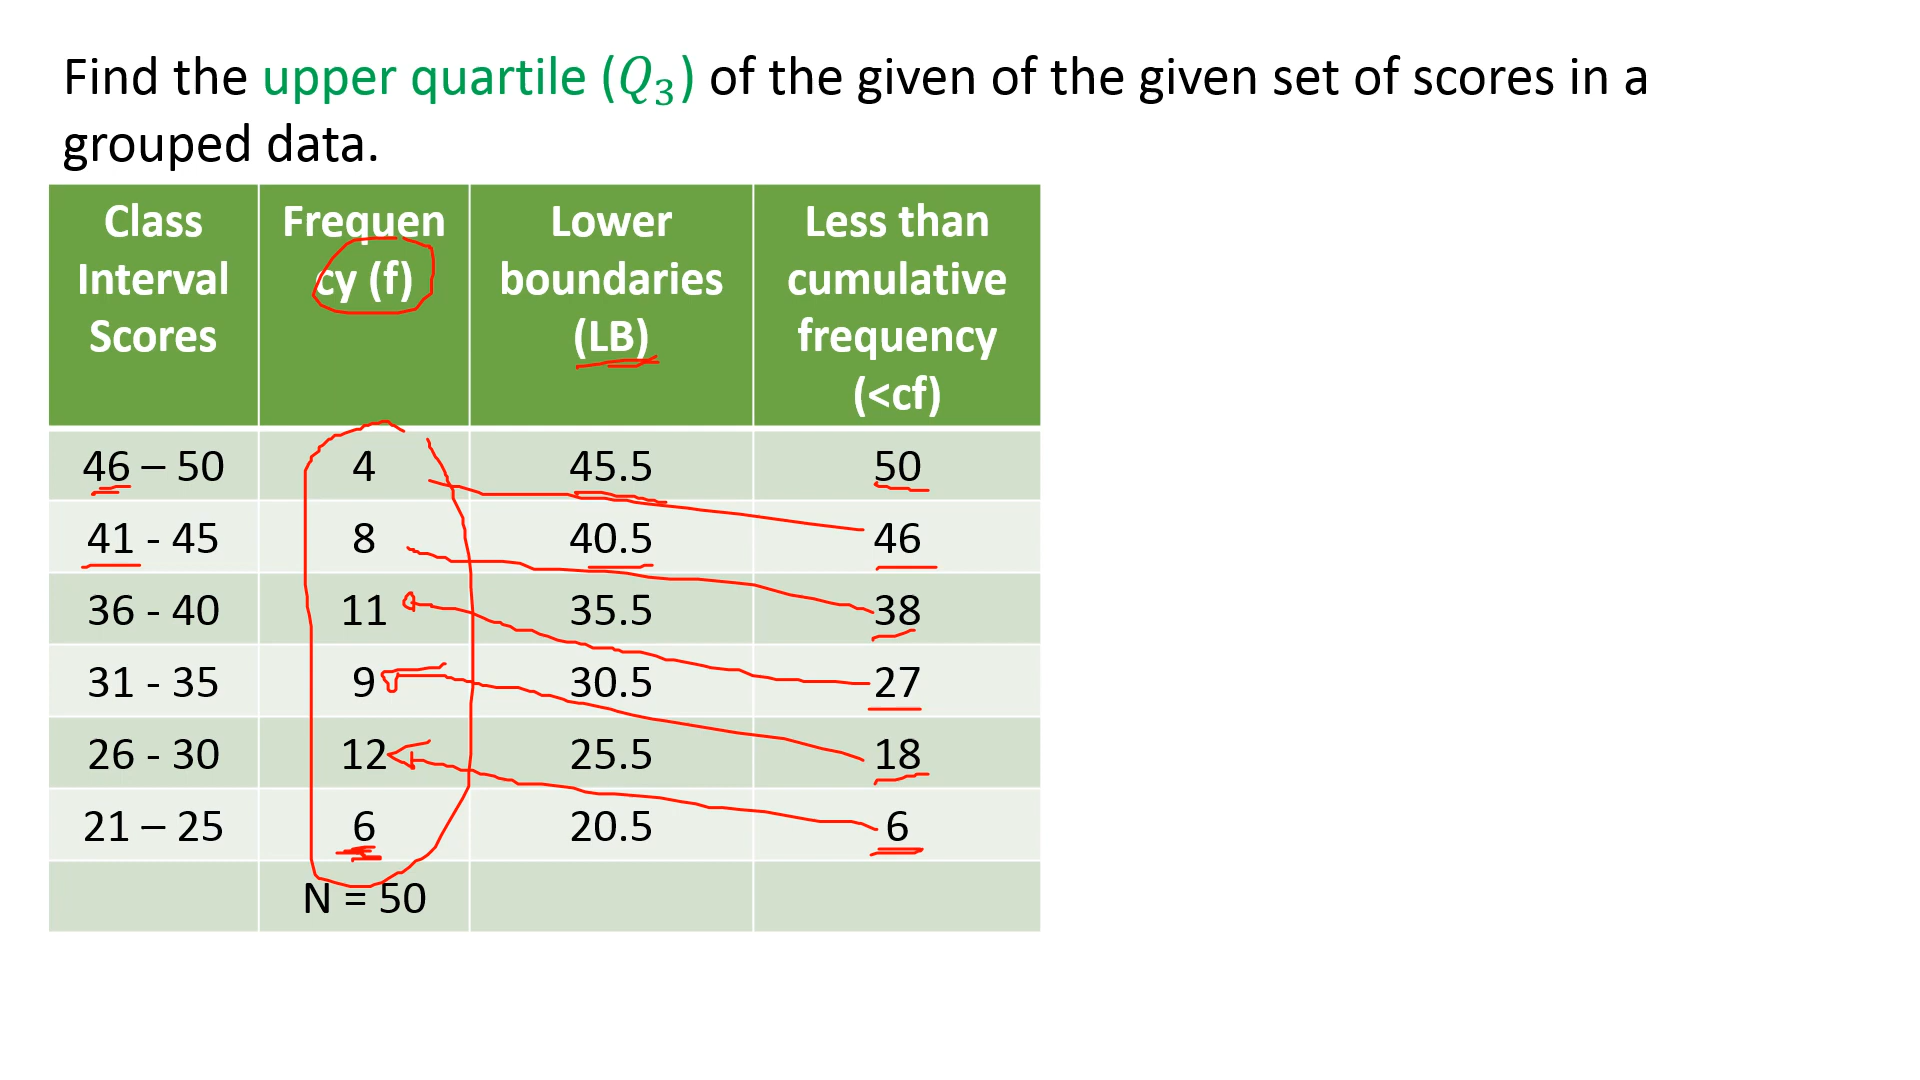 Find the upper quartile (Q₃) of the given of the given set of scores in a
grouped data.
Class Interval Scores | Frequen cy (f) | Lower boundaries (LB) | Less than cumulative frequency (<cf)
46 – 50 | 4 | 45.5 | 50
41 - 45 | 8 | 40.5 | 46
36 - 40 | 11 | 35.5 | 38
31 - 35 | 9 | 30.5 | 27
26 - 30 | 12 | 25.5 | 18
21 – 25 | 6 | 20.5 | 6
N = 50